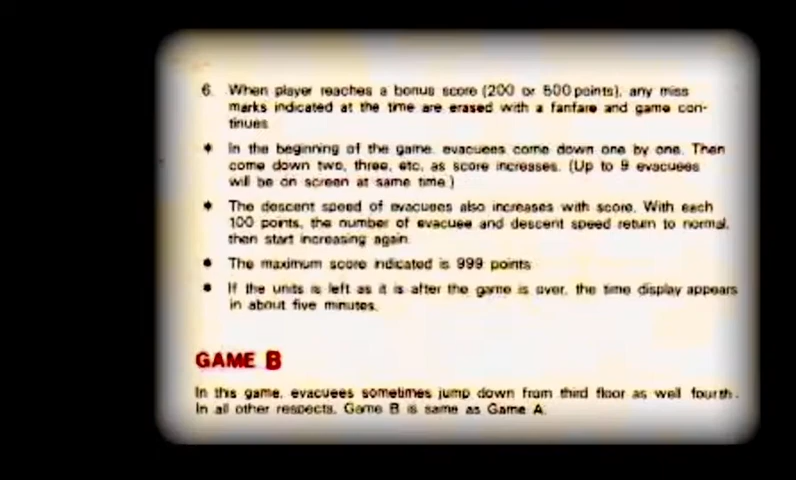 6. When player reaches a bonus score (200 or 500 points), any miss
marks indicated at the time are erased with a fanfare and game con-
tinues
• In the beginning of the game, evacuees come down one by one. Then
come down two, three, etc, as score increases. (Up to 9 evacuees
will be on screen at same time.)
• The descent speed of evacuees also increases with score. With each
100 points, the number of evacuee and descent speed return to normal,
then start increasing again.
• The maximum score indicated is 999 points
• If the units is left as it is after the game is over, the time display appears
in about five minutes.
GAME B
In this game, evacuees sometimes jump down from third floor as well fourth.
In all other respects, Game B is same as Game A.